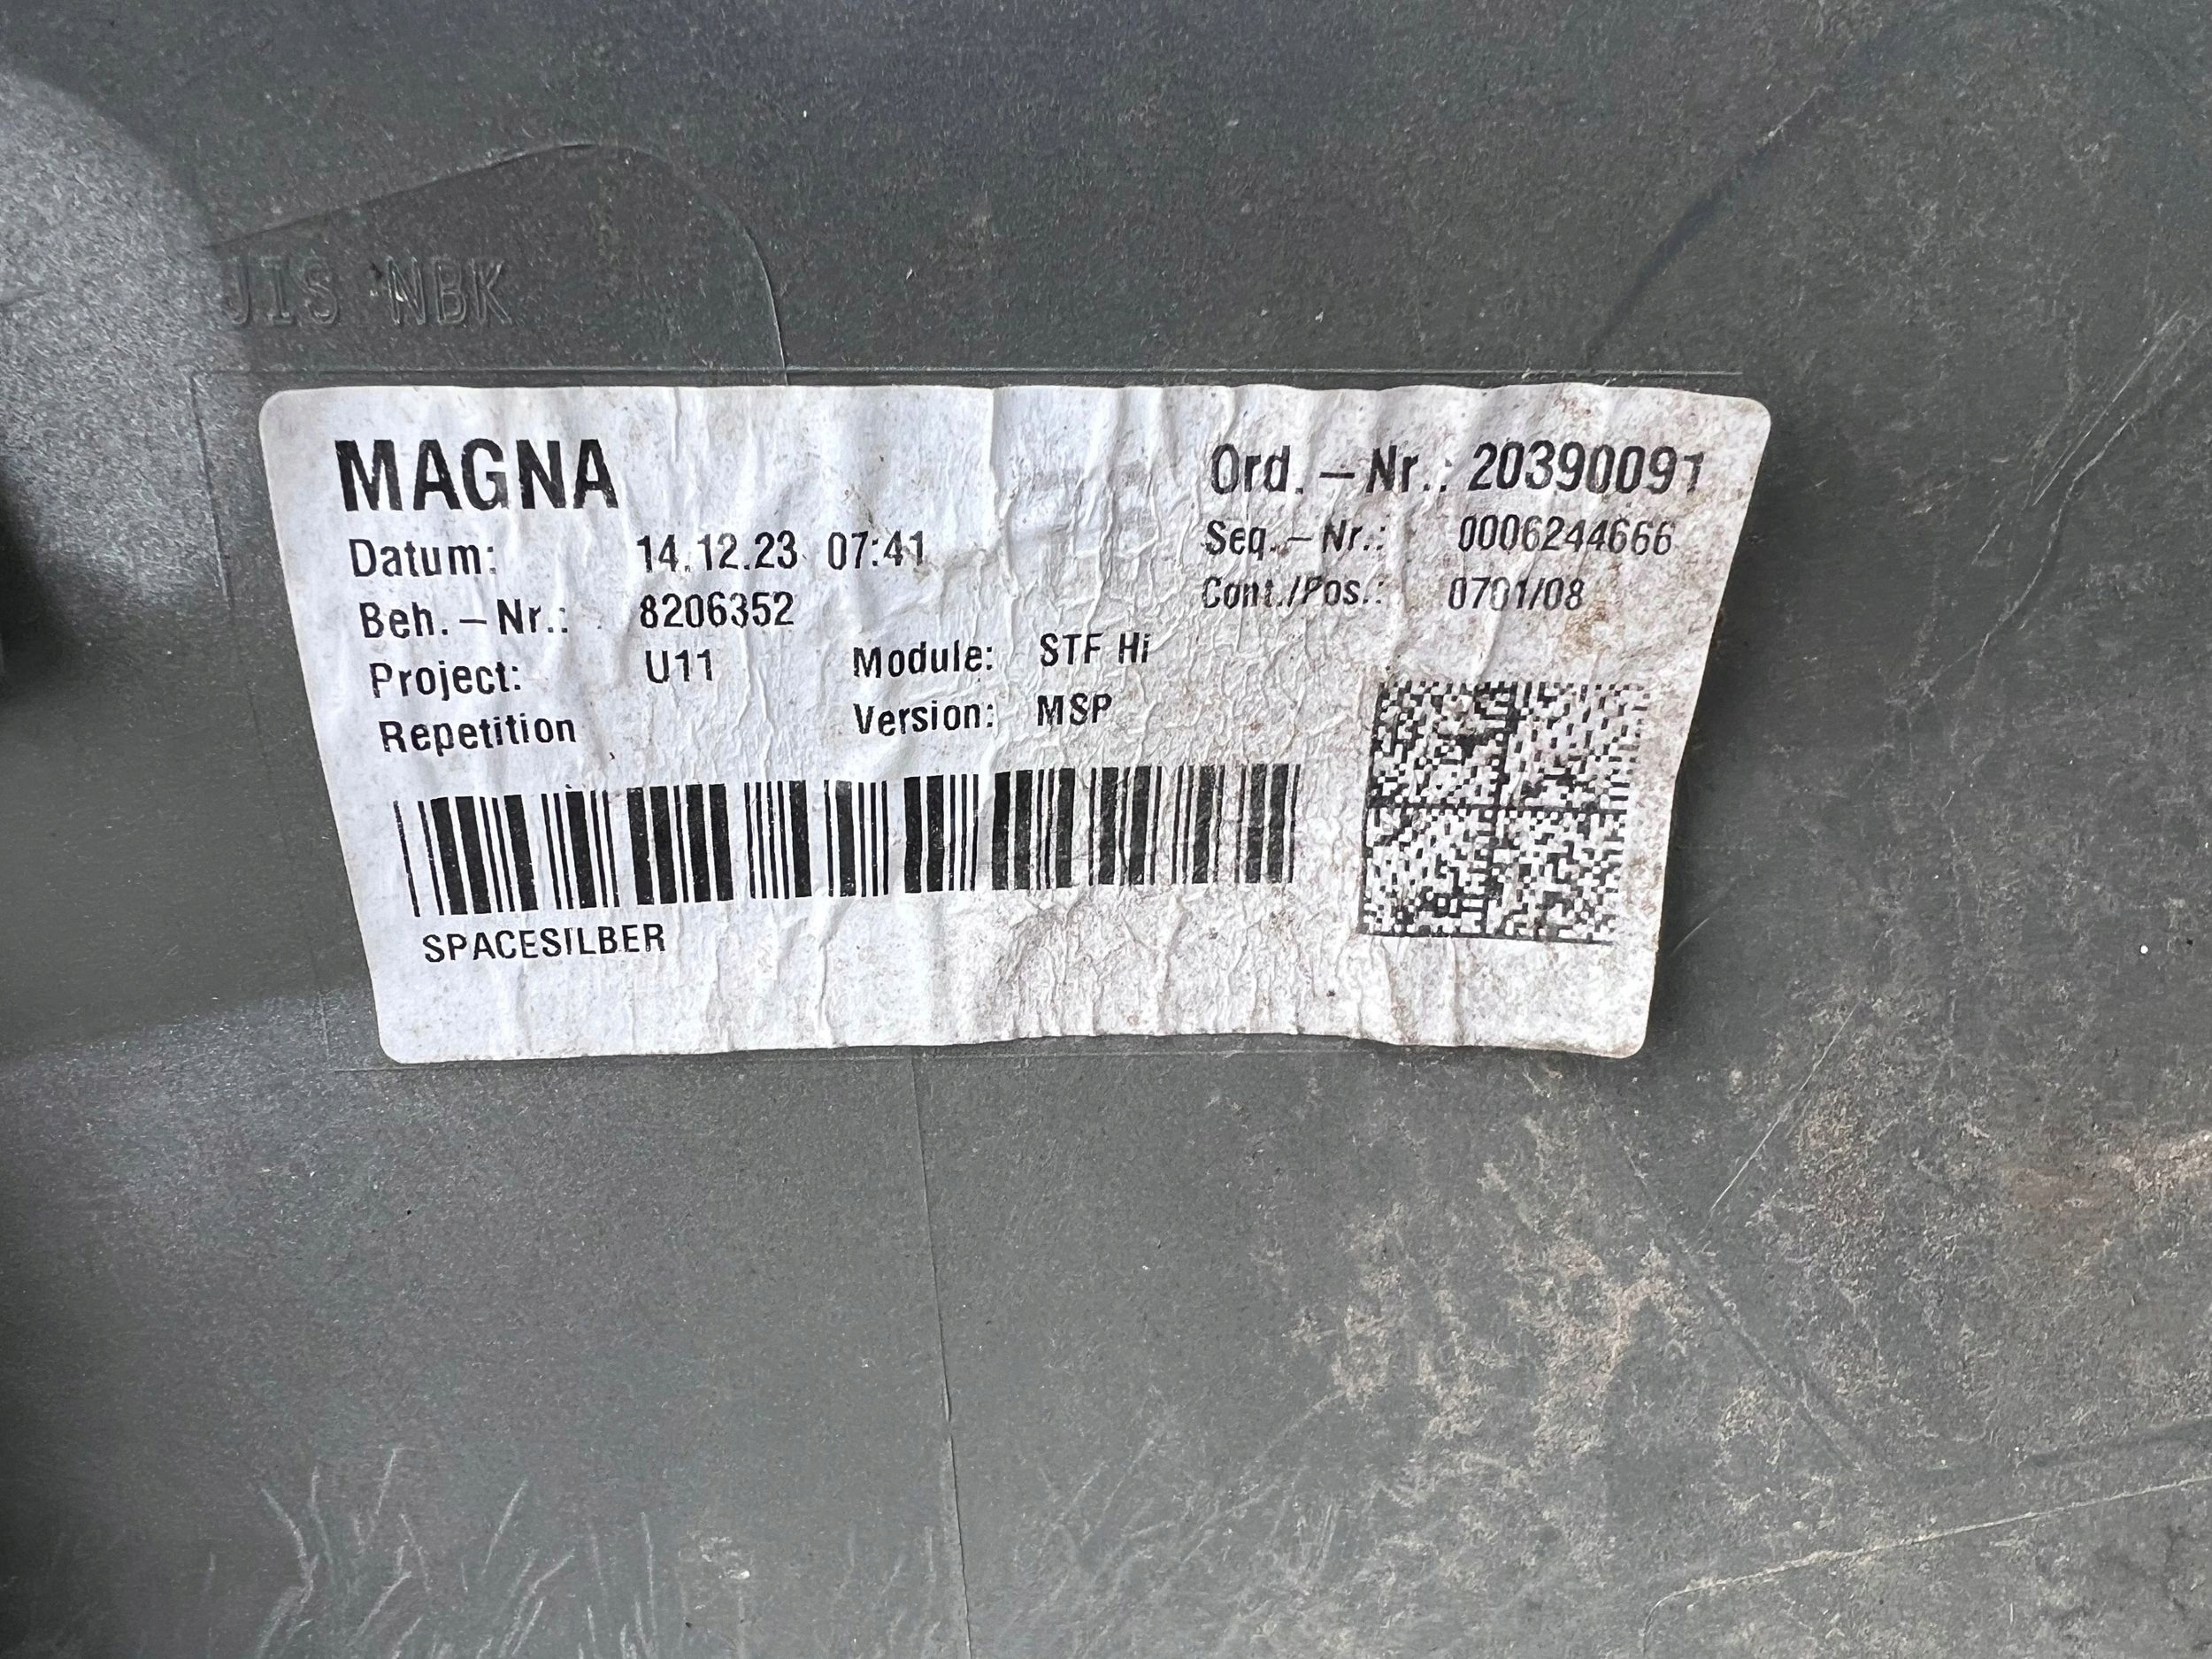 JIS NBK
MAGNA
Ord.-Nr.: 20390091
Datum: 14.12.23 07:41
Seq.-Nr.: 0006244666
Beh.-Nr.: 8206352
Cont./Pos.: 0701/08
Project: U11 Module: STF Hi
Repetition Version: MSP
SPACESILBER